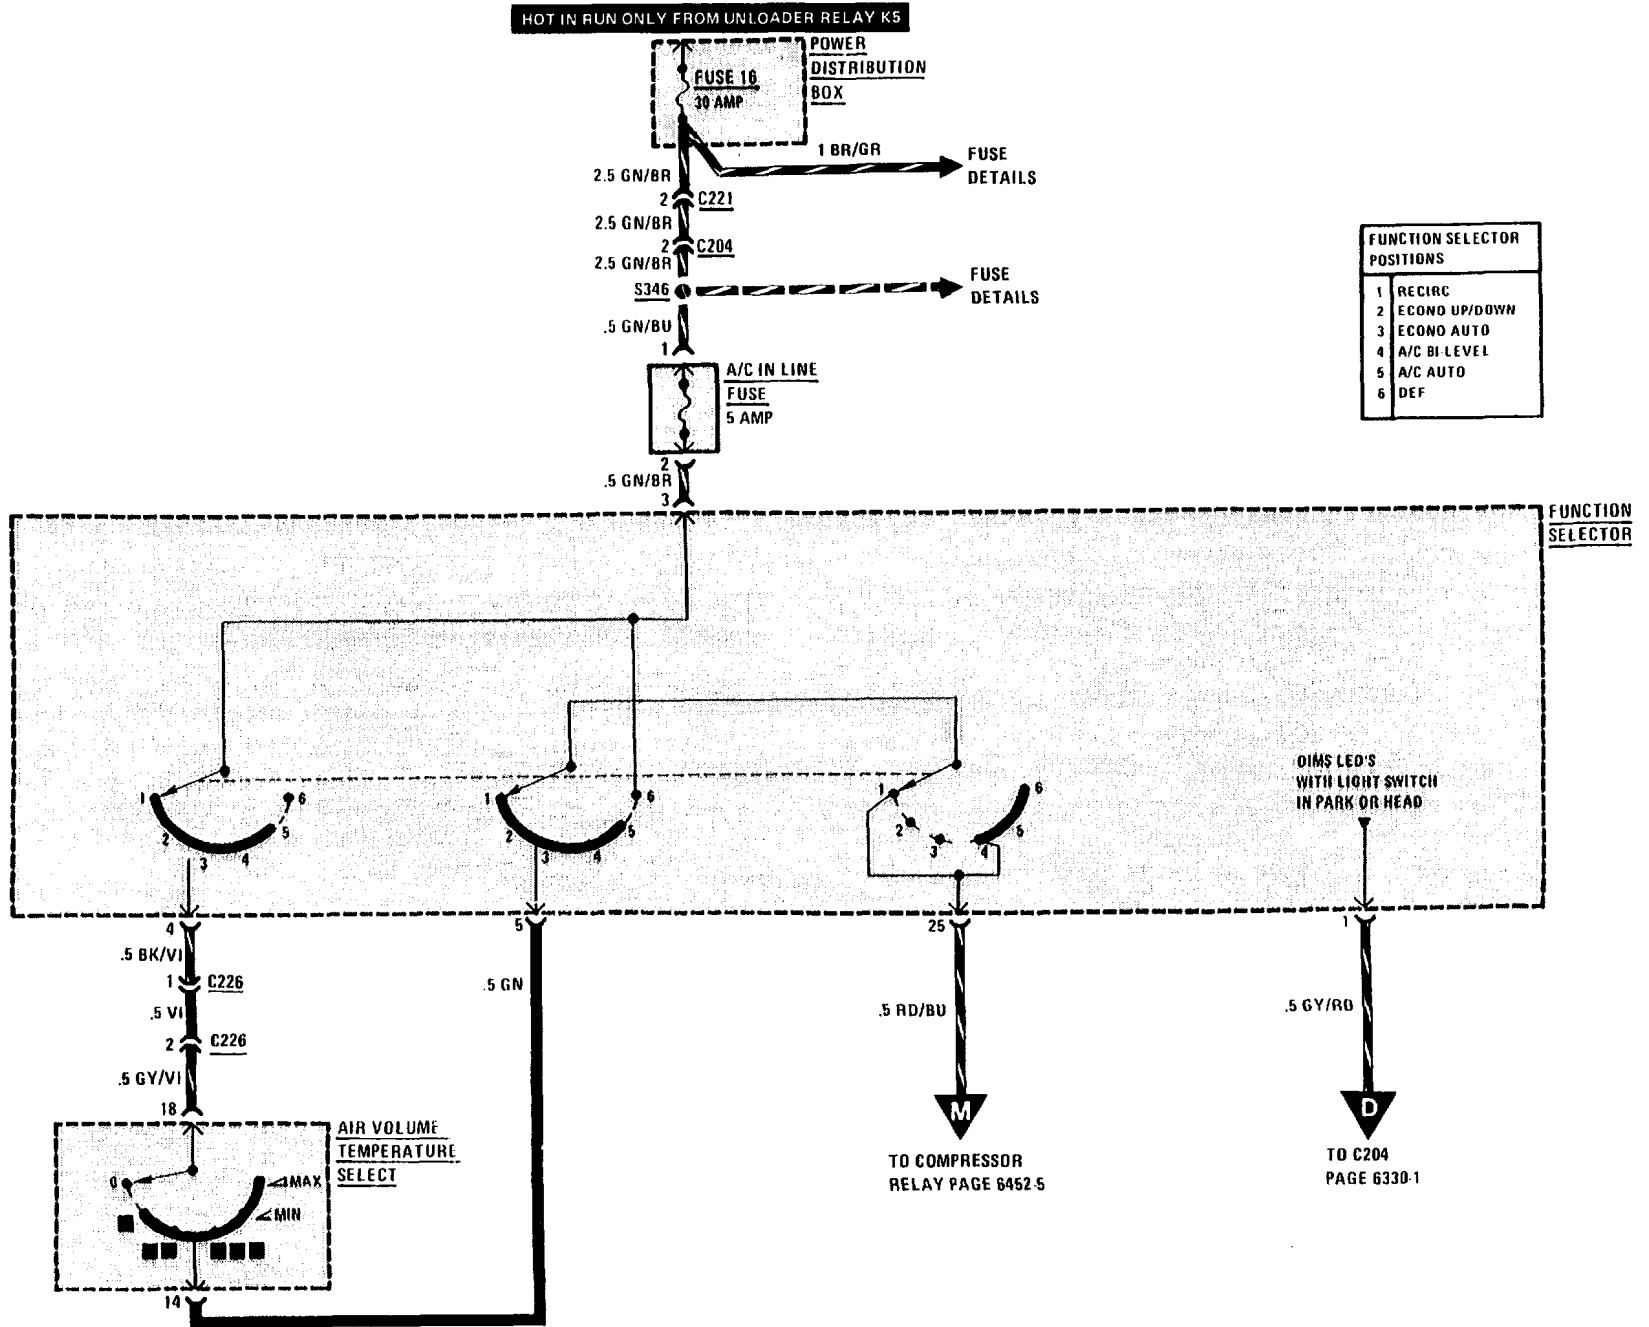 HOT IN RUN ONLY FROM UNLOADER RELAY K5
POWER
DISTRIBUTION
BOX
FUSE 16
30 AMP
1 BR/GR
FUSE
DETAILS
2.5 GN/BR
2 C221
2.5 GN/BR
2 C204
2.5 GN/BR
S346
FUSE
DETAILS
.5 GN/BU
1
A/C IN LINE
FUSE
5 AMP
2
.5 GN/BR
3
FUNCTION SELECTOR
POSITIONS
1 RECIRC
2 ECONO UP/DOWN
3 ECONO AUTO
4 A/C BI-LEVEL
5 A/C AUTO
6 DEF
FUNCTION
SELECTOR
1 2 3 4 5 6
1 2 3 4 5 6
1 2 3 4 5 6
DIMS LED'S
WITH LIGHT SWITCH
IN PARK OR HEAD
4
5
25
1
.5 BK/VI
1 C226
.5 VI
2 C226
.5 GY/VI
18
.5 GN
.5 RD/BU
.5 GY/RD
M
D
TO COMPRESSOR
RELAY PAGE 6452-5
TO C204
PAGE 6330-1
AIR VOLUME
TEMPERATURE
SELECT
0
MAX
MIN
14